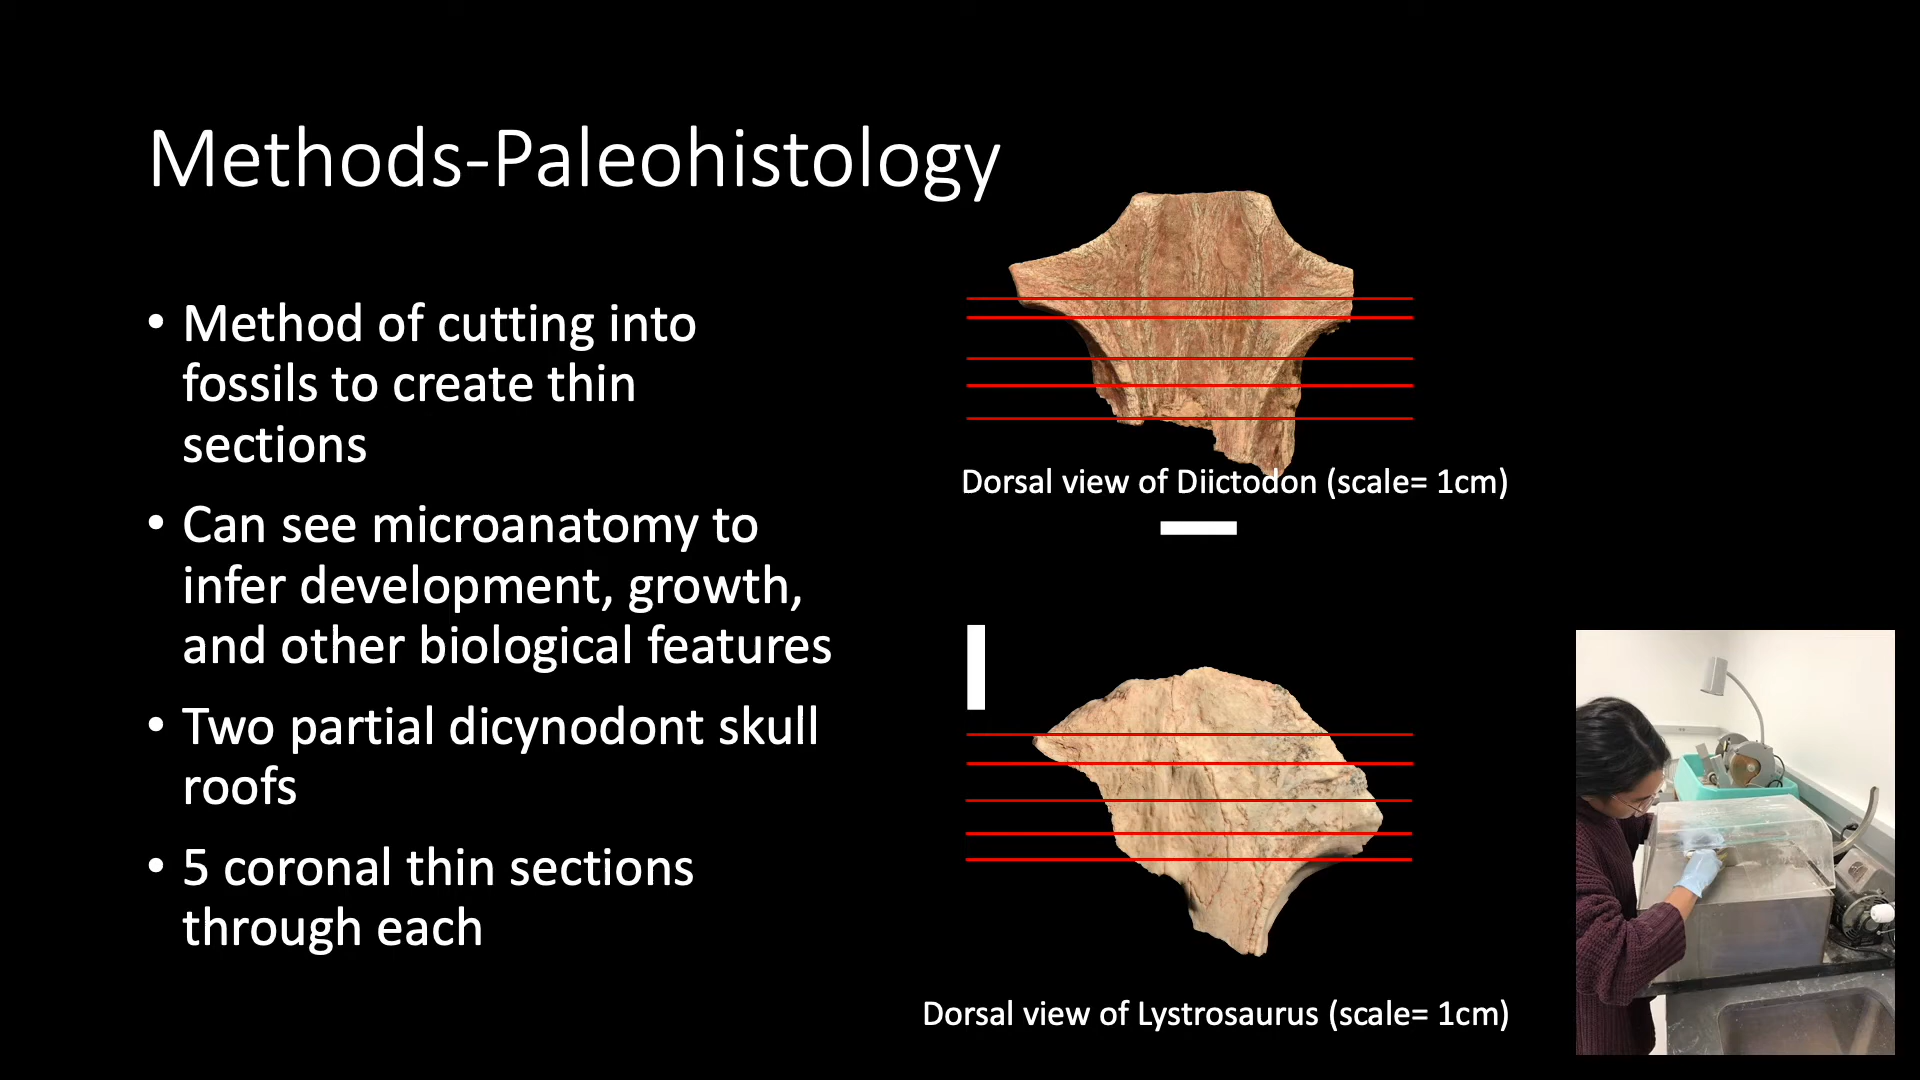 Methods-Paleohistology
• Method of cutting into
fossils to create thin
sections
• Can see microanatomy to
infer development, growth,
and other biological features
• Two partial dicynodont skull
roofs
• 5 coronal thin sections
through each
Dorsal view of Diictodon (scale= 1cm)
Dorsal view of Lystrosaurus (scale= 1cm)